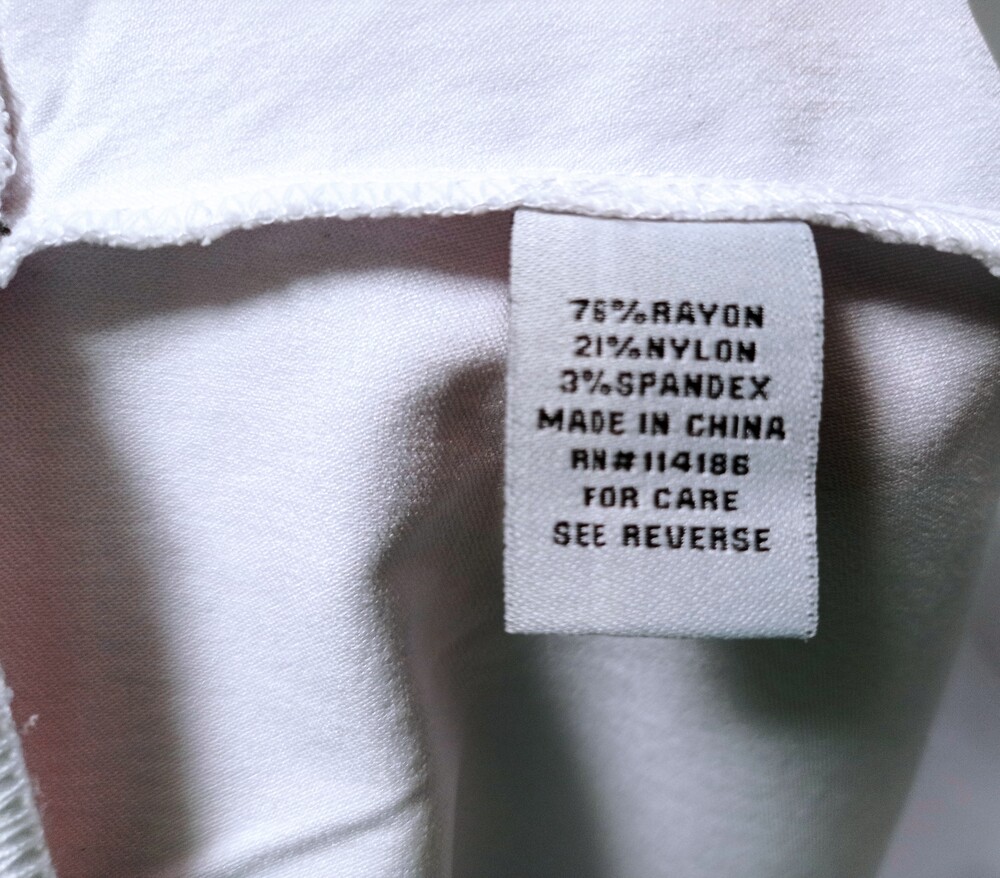 76%RAYON
21%NYLON
3%SPANDEX
MADE IN CHINA
RN#114186
FOR CARE
SEE REVERSE